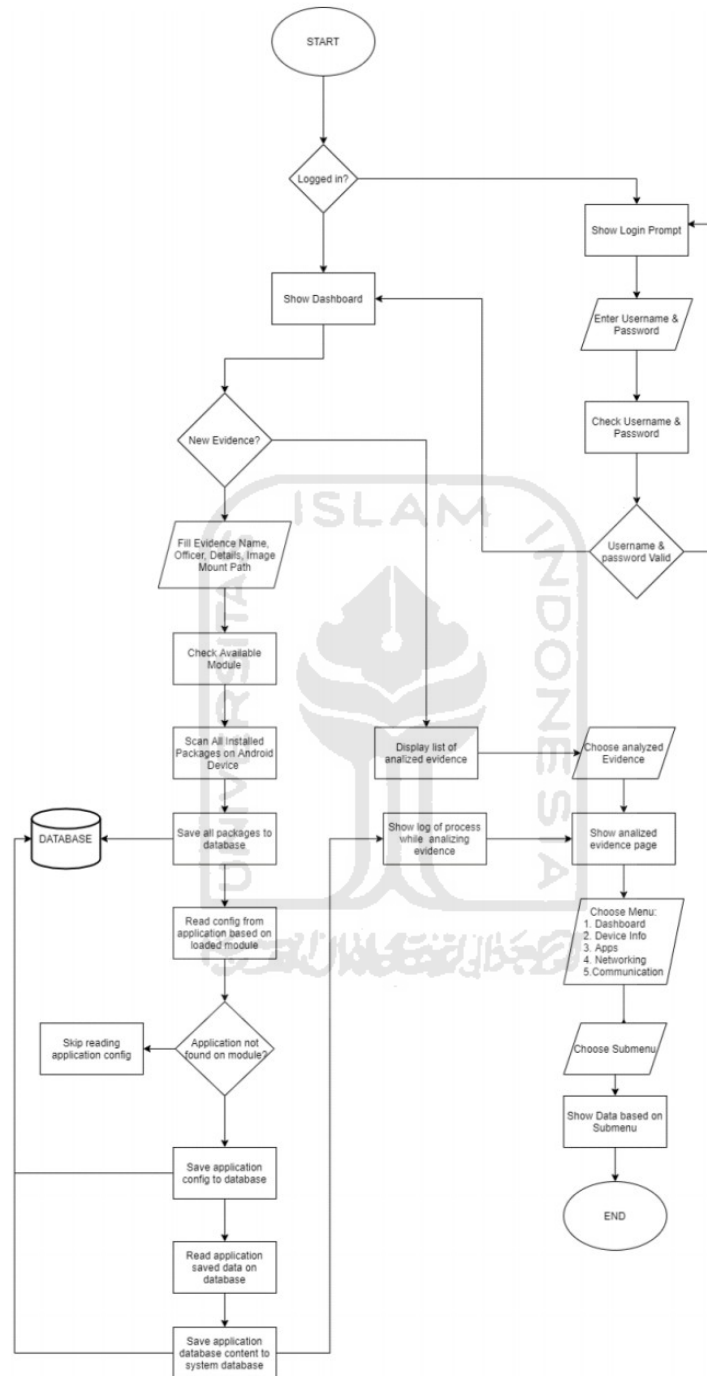 START
Logged in?
Show Login Prompt
Show Dashboard
Enter Username &
Password
Check Username &
Password
New Evidence?
Username &
password Valid
Fill Evidence Name,
Officer, Details, Image
Mount Path
Check Available
Module
Scan All Installed
Packages on Android
Device
Display list of
analized evidence
Choose analyzed
Evidence
DATABASE
Save all packages to
database
Show log of process
while analizing
evidence
Show analized
evidence page
Read config from
application based on
loaded module
Choose Menu:
1. Dashboard
2. Device Info
3. Apps
4. Networking
5.Communication
Skip reading
application config
Application not
found on module?
Choose Submenu
Show Data based on
Submenu
Save application
config to database
END
Read application
saved data on
database
Save application
database content to
system database
UNIVERSITAS
ISLAM
INDONESIA